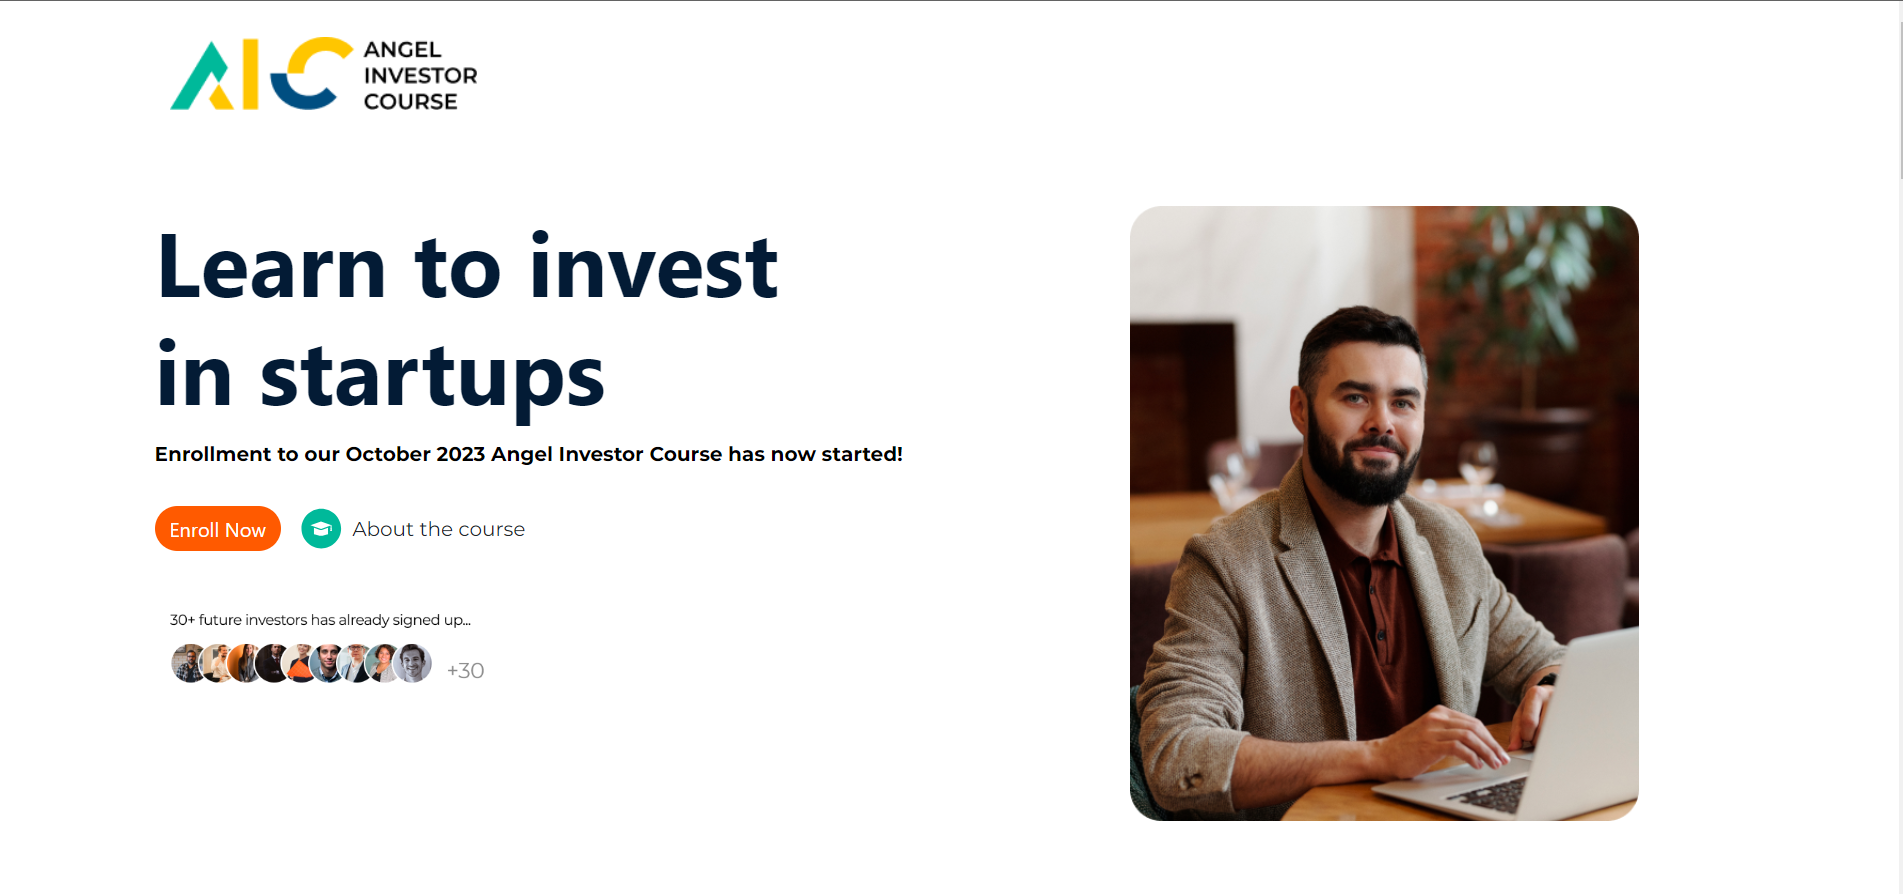 AIC
ANGEL
INVESTOR
COURSE
Learn to invest
in startups
Enrollment to our October 2023 Angel Investor Course has now started!
Enroll Now
About the course
30+ future investors has already signed up...
+30